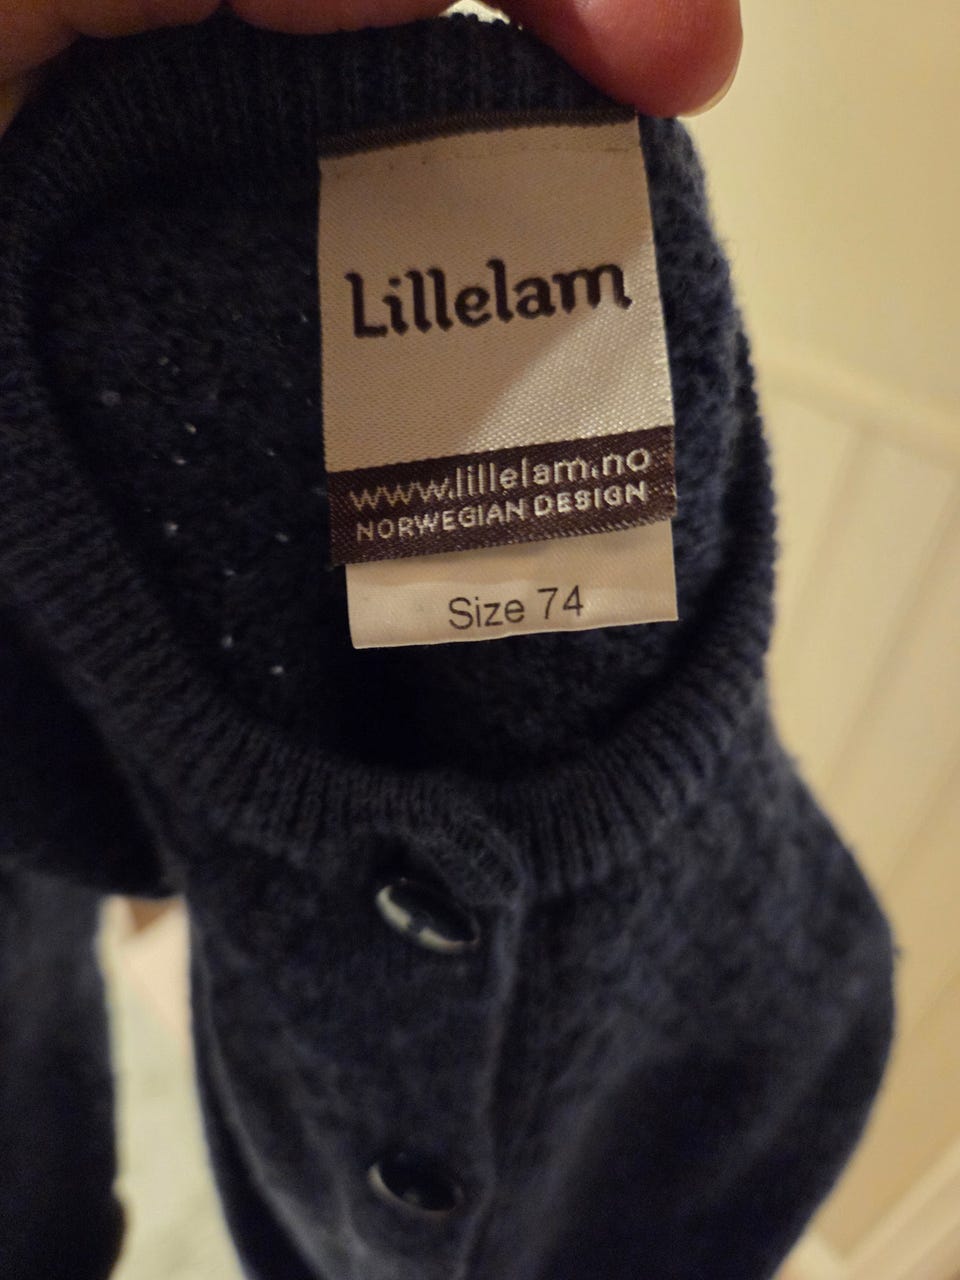 Lillelam
www.lillelam.no
NORWEGIAN DESIGN
Size 74